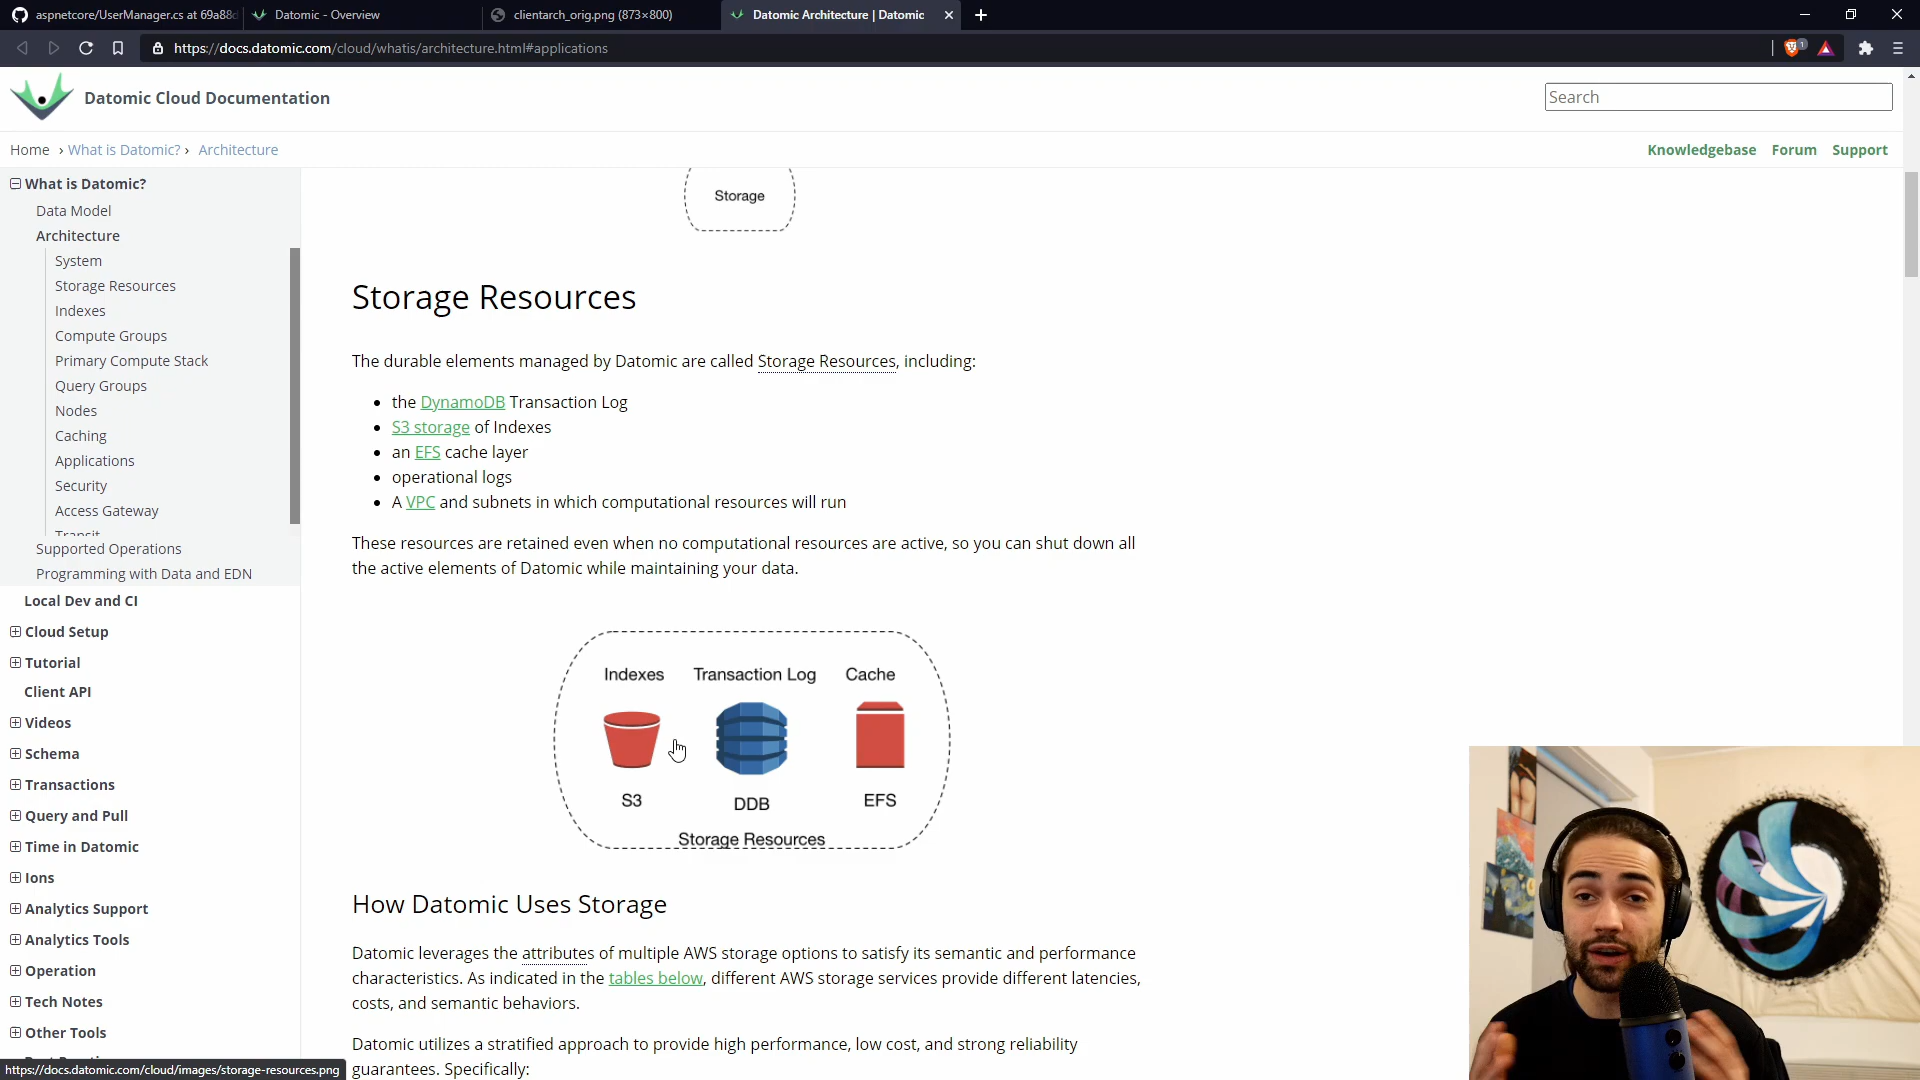 aspnetcore/UserManager.cs at 69a88d
Datomic - Overview
clientarch_orig.png (873×800)
Datomic Architecture | Datomic
https://docs.datomic.com/cloud/whatis/architecture.html#applications
1
Datomic Cloud Documentation
Search
Home › What is Datomic? › Architecture
Knowledgebase Forum Support
What is Datomic?
Data Model
Architecture
System
Storage Resources
Indexes
Compute Groups
Primary Compute Stack
Query Groups
Nodes
Caching
Applications
Security
Access Gateway
Transit
Supported Operations
Programming with Data and EDN
Local Dev and CI
Cloud Setup
Tutorial
Client API
Videos
Schema
Transactions
Query and Pull
Time in Datomic
Ions
Analytics Support
Analytics Tools
Operation
Tech Notes
Other Tools
https://docs.datomic.com/cloud/images/storage-resources.png
Storage
Storage Resources
The durable elements managed by Datomic are called Storage Resources, including:
• the DynamoDB Transaction Log
• S3 storage of Indexes
• an EFS cache layer
• operational logs
• A VPC and subnets in which computational resources will run
These resources are retained even when no computational resources are active, so you can shut down all
the active elements of Datomic while maintaining your data.
Indexes Transaction Log Cache
S3 DDB EFS
Storage Resources
How Datomic Uses Storage
Datomic leverages the attributes of multiple AWS storage options to satisfy its semantic and performance
characteristics. As indicated in the tables below, different AWS storage services provide different latencies,
costs, and semantic behaviors.
Datomic utilizes a stratified approach to provide high performance, low cost, and strong reliability
guarantees. Specifically: